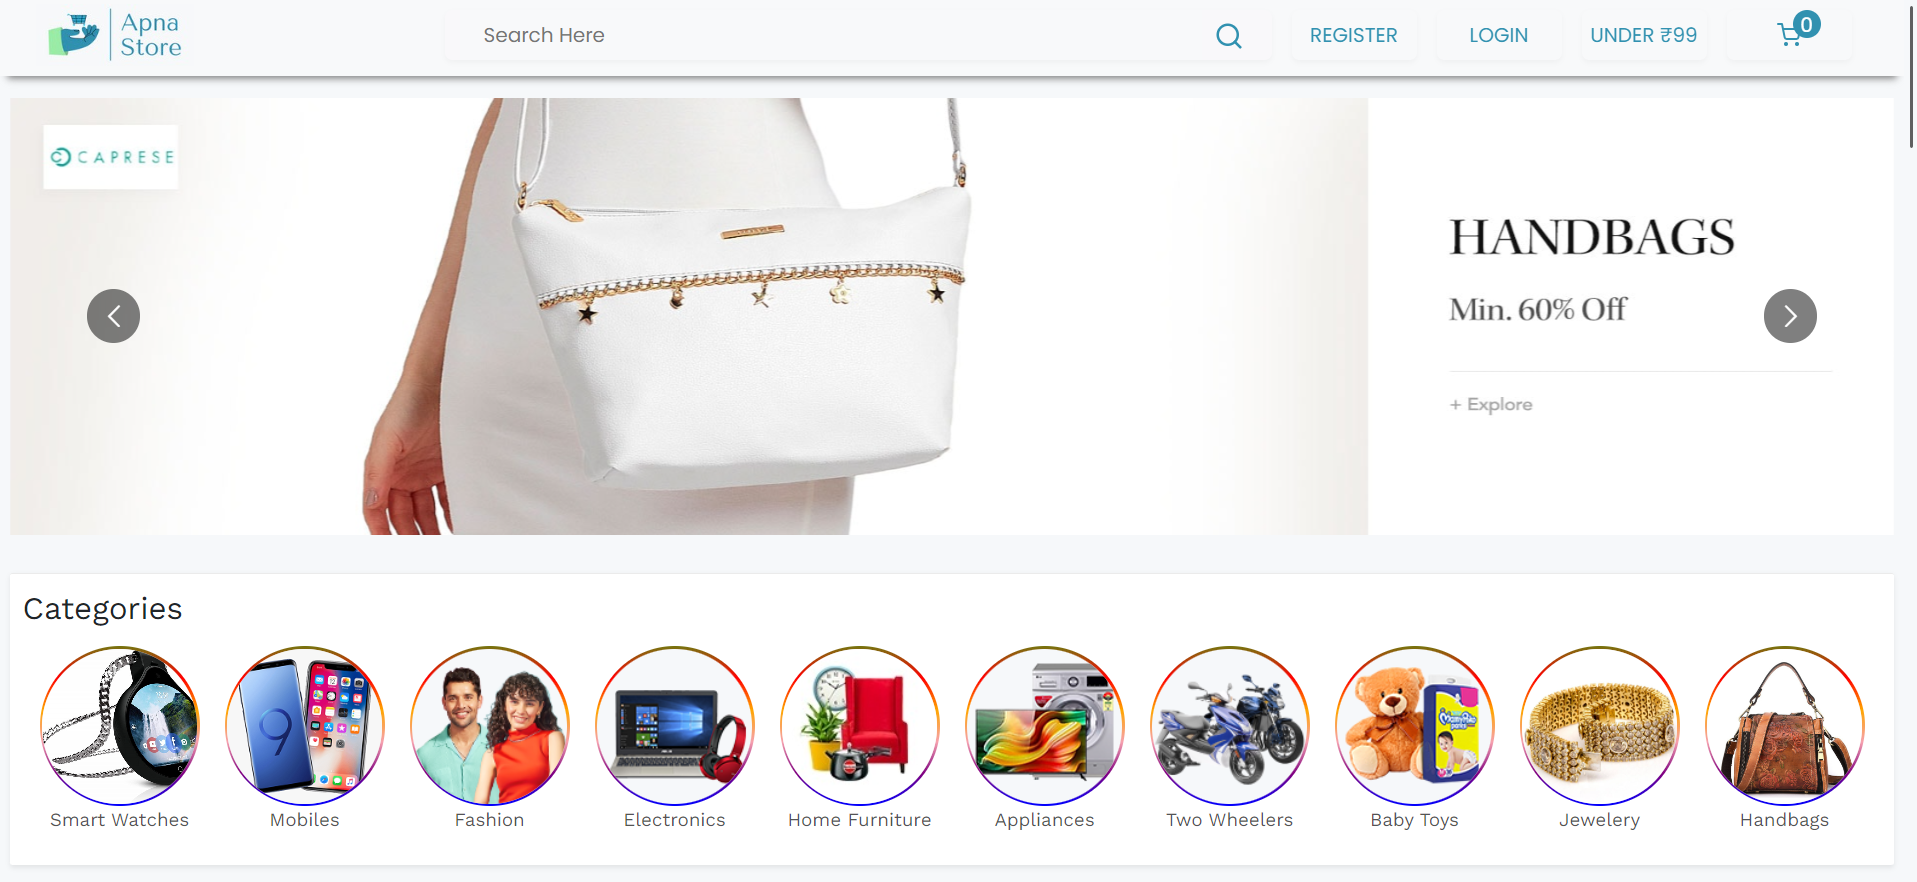 Apna
Store
Search Here
REGISTER
LOGIN
UNDER ₹99
0
CAPRESE
HANDBAGS
Min. 60% Off
+ Explore
Categories
9
Smart Watches
Mobiles
Fashion
Electronics
Home Furniture
Appliances
Two Wheelers
Baby Toys
Jewelery
Handbags